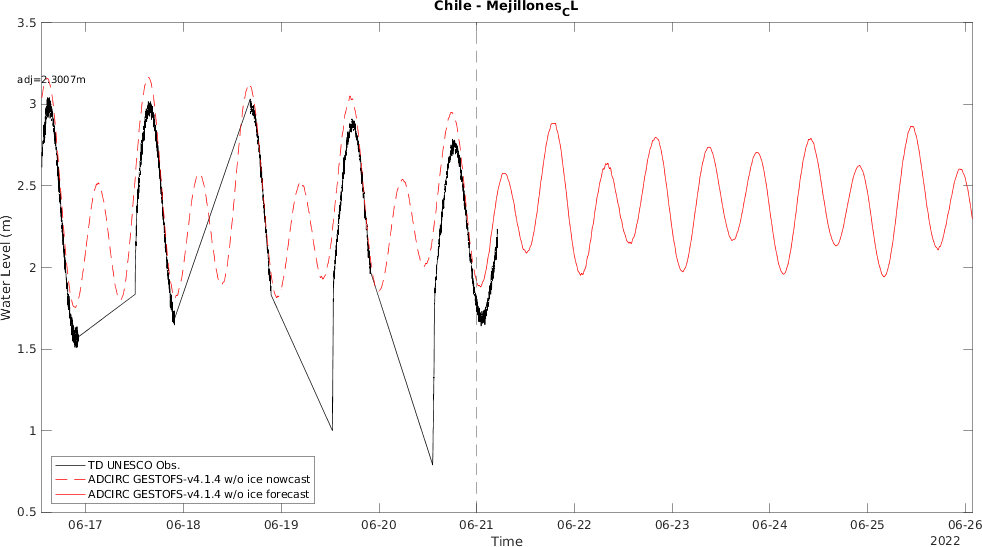 Chile - Mejillones_CL
adj=2.3007m
3.5
3
2.5
2
1.5
1
0.5
Water Level (m)
TD UNESCO Obs.
ADCIRC GESTOFS-v4.1.4 w/o ice nowcast
ADCIRC GESTOFS-v4.1.4 w/o ice forecast
06-17 06-18 06-19 06-20 06-21 06-22 06-23 06-24 06-25 06-26
Time
2022